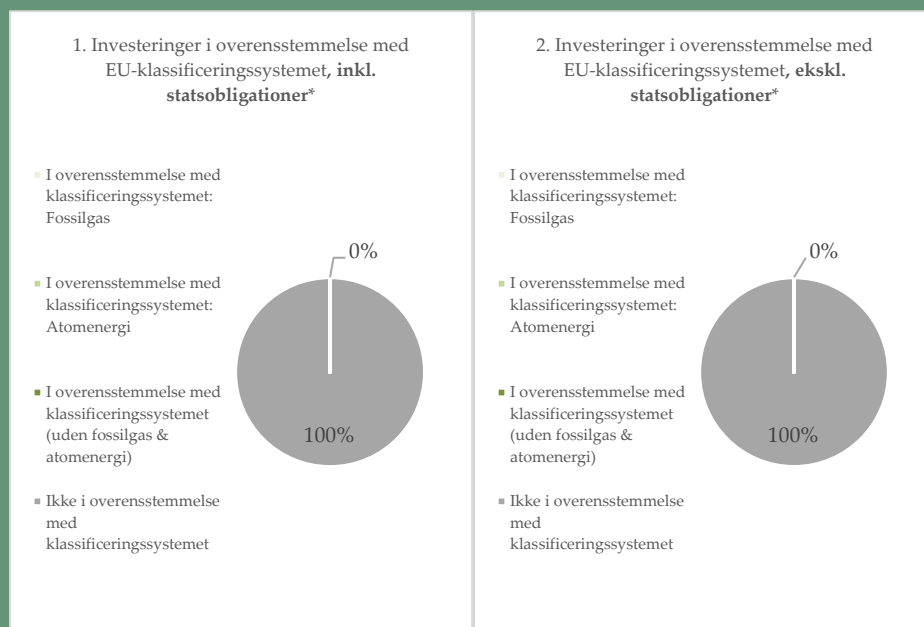 1. Investeringer i overensstemmelse med
EU-klassificeringssystemet, inkl.
statsobligationer*
I overensstemmelse med
klassificeringssystemet:
Fossilgas
I overensstemmelse med
klassificeringssystemet:
Atomenergi
I overensstemmelse med
klassificeringssystemet
(uden fossilgas &
atomenergi)
Ikke i overensstemmelse
med
klassificeringssystemet
0%
100%
2. Investeringer i overensstemmelse med
EU-klassificeringssystemet, ekskl.
statsobligationer*
I overensstemmelse med
klassificeringssystemet:
Fossilgas
I overensstemmelse med
klassificeringssystemet:
Atomenergi
I overensstemmelse med
klassificeringssystemet
(uden fossilgas &
atomenergi)
Ikke i overensstemmelse
med
klassificeringssystemet
0%
100%